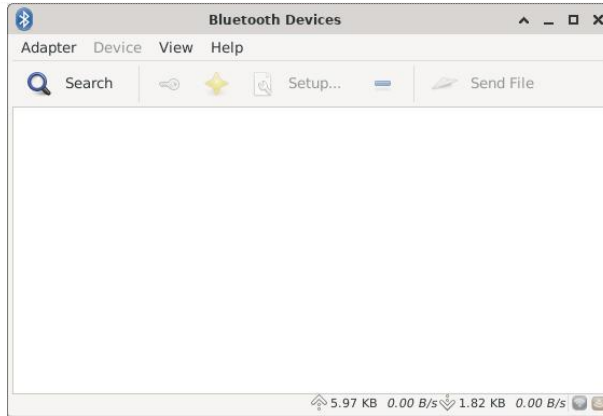 Bluetooth Devices
Adapter Device View Help
Search Setup... Send File
5.97 KB 0.00 B/s 1.82 KB 0.00 B/s